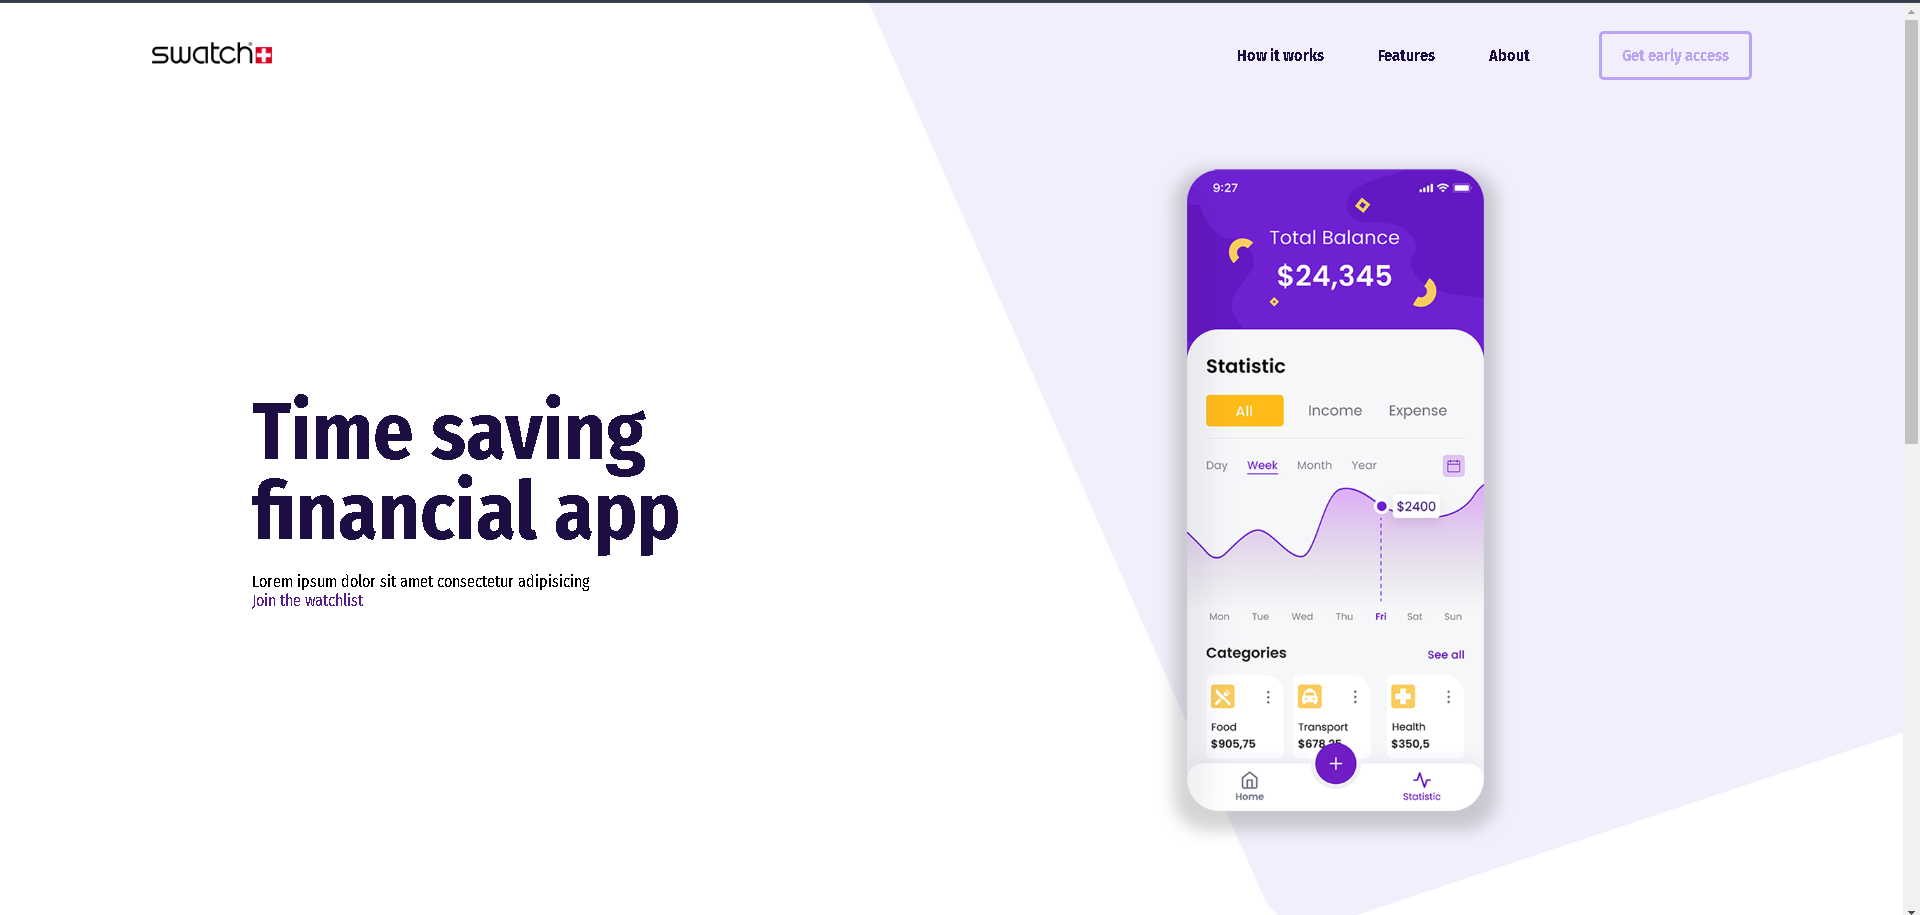 swatch
How it works
Features
About
Get early access
Time saving
financial app
Lorem ipsum dolor sit amet consectetur adipisicing
Join the watchlist
9:27
Total Balance
$24,345
Statistic
All
Income
Expense
Day
Week
Month
Year
$2400
Mon
Tue
Wed
Thu
Fri
Sat
Sun
Categories
See all
Food
$905,75
Transport
Health
$350,5
Home
Statistic